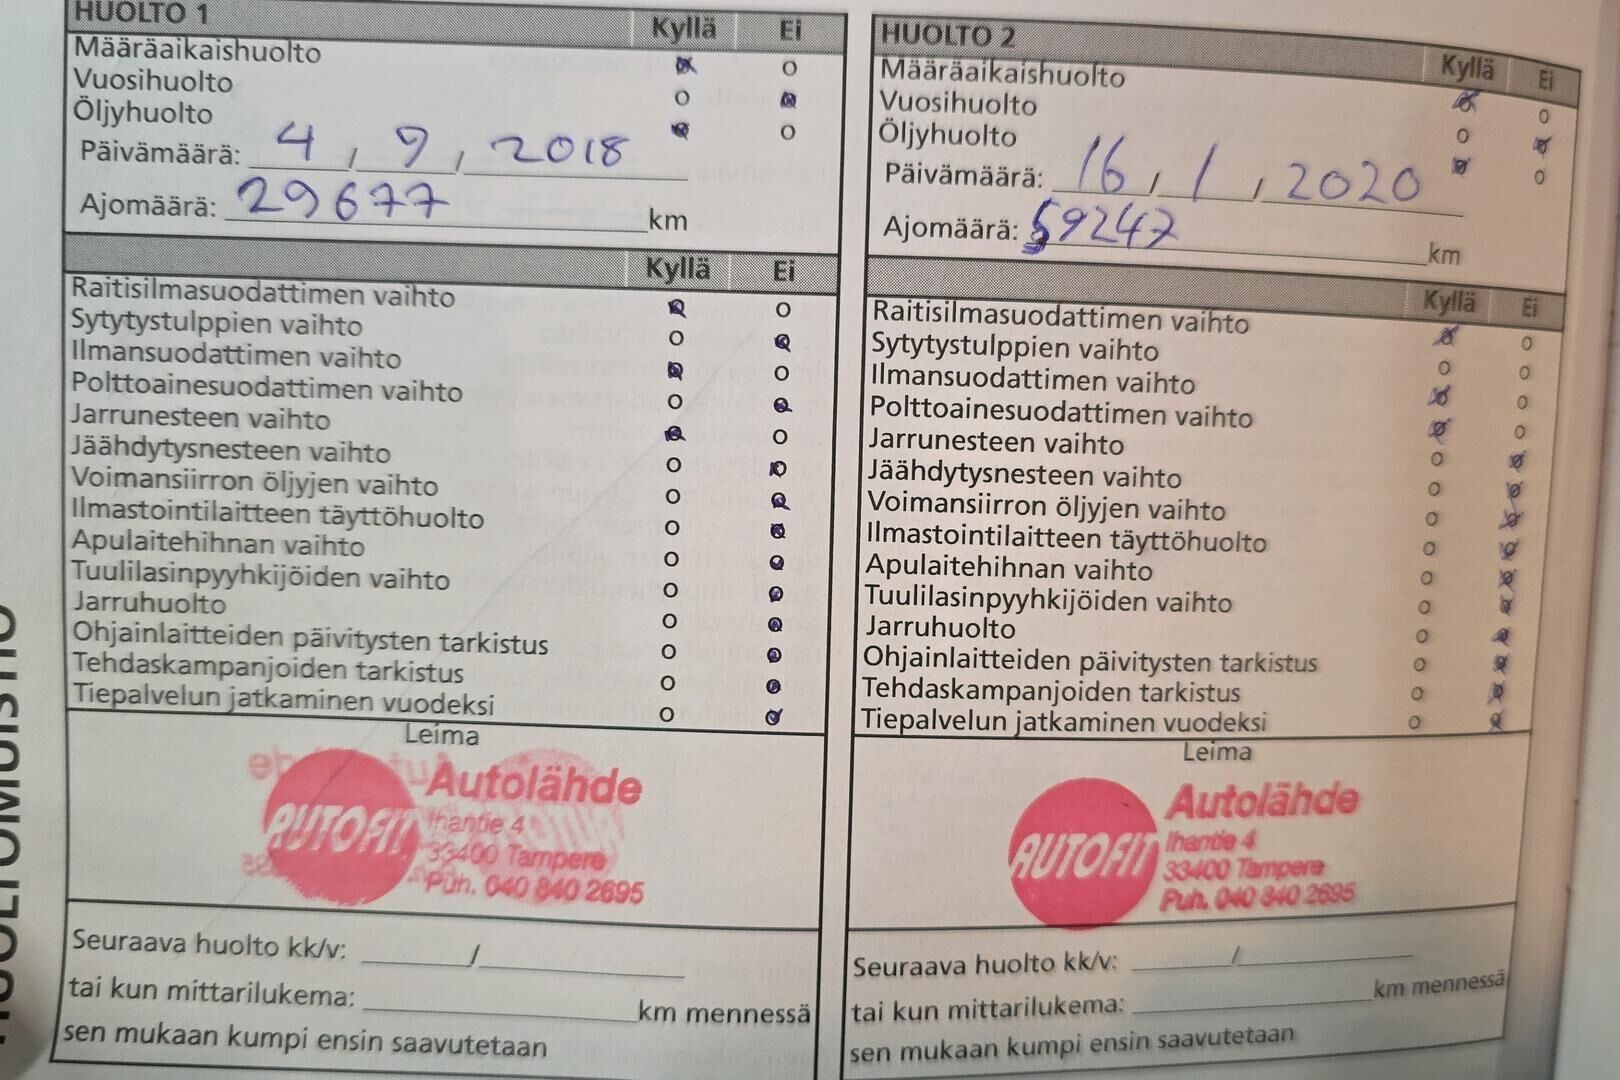 HUOLTO 1 Kyllä Ei
Määräaikaishuolto
Vuosihuolto
Öljyhuolto
Päivämäärä: 4 / 9 / 2018
Ajomäärä: 29677 km
Kyllä Ei
Raitisilmasuodattimen vaihto
Sytytystulppien vaihto
Ilmansuodattimen vaihto
Polttoainesuodattimen vaihto
Jarrunesteen vaihto
Jäähdytysnesteen vaihto
Voimansiirron öljyjen vaihto
Ilmastointilaitteen täyttöhuolto
Apulaitehihnan vaihto
Tuulilasinpyyhkijöiden vaihto
Jarruhuolto
Ohjainlaitteiden päivitysten tarkistus
Tehdaskampanjoiden tarkistus
Tiepalvelun jatkaminen vuodeksi
Leima
AUTOFIT
Autolähde
Ihantie 4
33400 Tampere
Puh. 040 840 2695
Seuraava huolto kk/v: /
tai kun mittarilukema: km mennessä
sen mukaan kumpi ensin saavutetaan
HUOLTO 2 Kyllä Ei
Määräaikaishuolto
Vuosihuolto
Öljyhuolto
Päivämäärä: 16 / 1 / 2020
Ajomäärä: 59247 km
Kyllä Ei
Raitisilmasuodattimen vaihto
Sytytystulppien vaihto
Ilmansuodattimen vaihto
Polttoainesuodattimen vaihto
Jarrunesteen vaihto
Jäähdytysnesteen vaihto
Voimansiirron öljyjen vaihto
Ilmastointilaitteen täyttöhuolto
Apulaitehihnan vaihto
Tuulilasinpyyhkijöiden vaihto
Jarruhuolto
Ohjainlaitteiden päivitysten tarkistus
Tehdaskampanjoiden tarkistus
Tiepalvelun jatkaminen vuodeksi
Leima
AUTOFIT
Autolähde
Ihantie 4
33400 Tampere
Puh. 040 840 2695
Seuraava huolto kk/v: /
tai kun mittarilukema: km mennessä
sen mukaan kumpi ensin saavutetaan